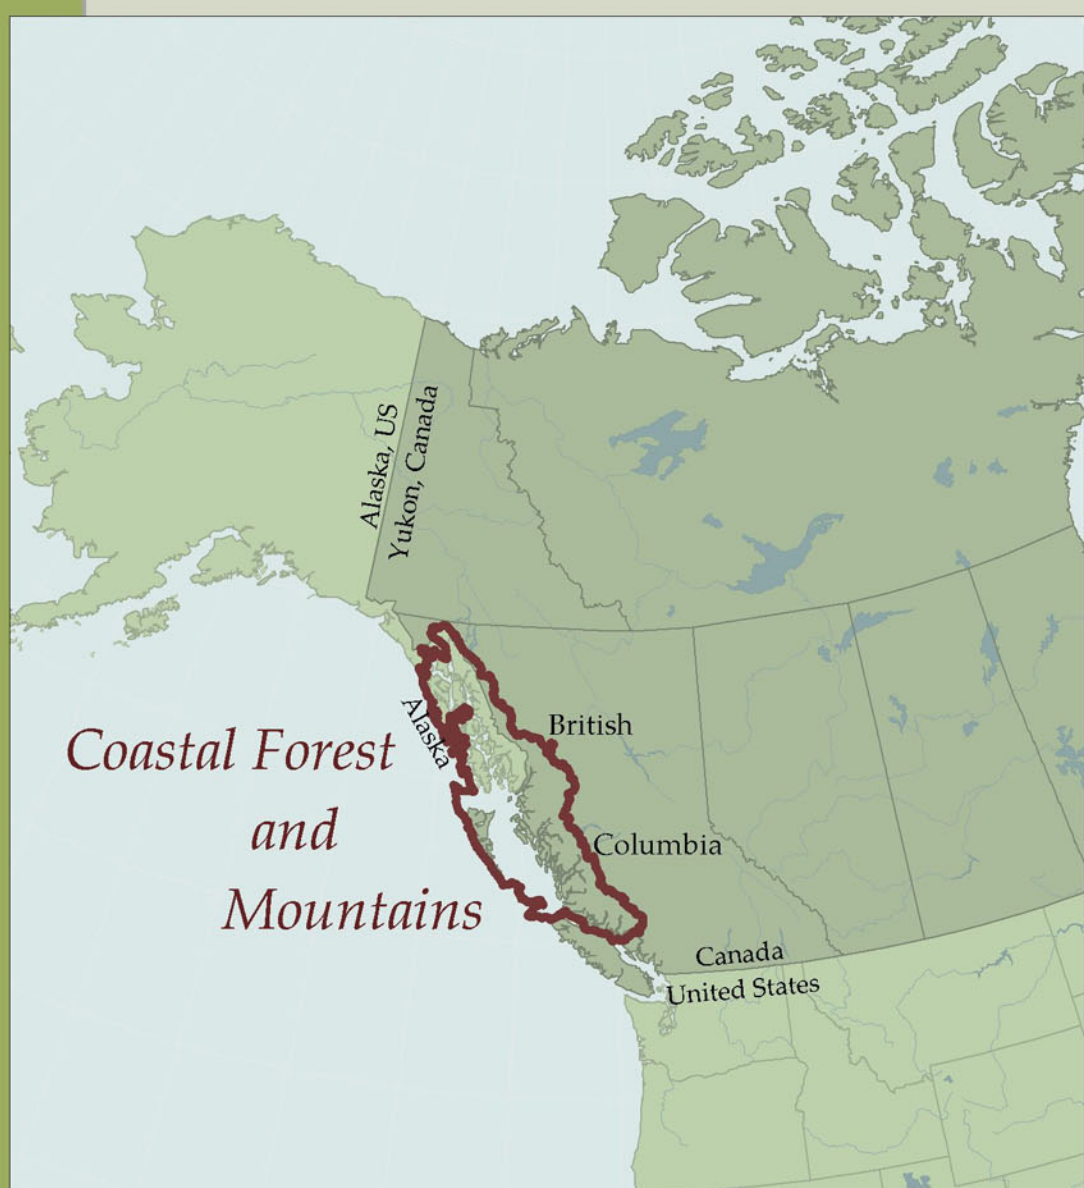 Alaska, US
Yukon, Canada
Alaska
British
Columbia
Coastal Forest
and
Mountains
Canada
United States